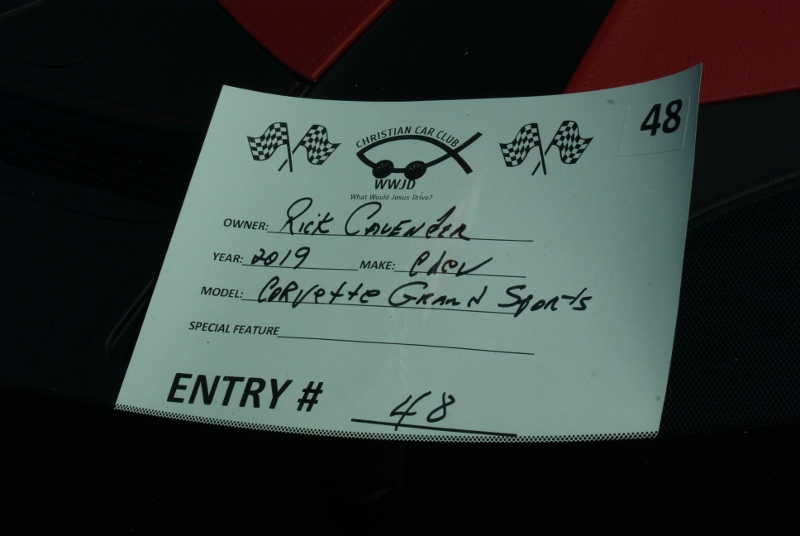 48
CHRISTIAN CAR CLUB
WWJD
What Would Jesus Drive?
OWNER: Rick Cavender
YEAR: 2019 MAKE: Chev
MODEL: Corvette Grand Sports
SPECIAL FEATURE
ENTRY # 48